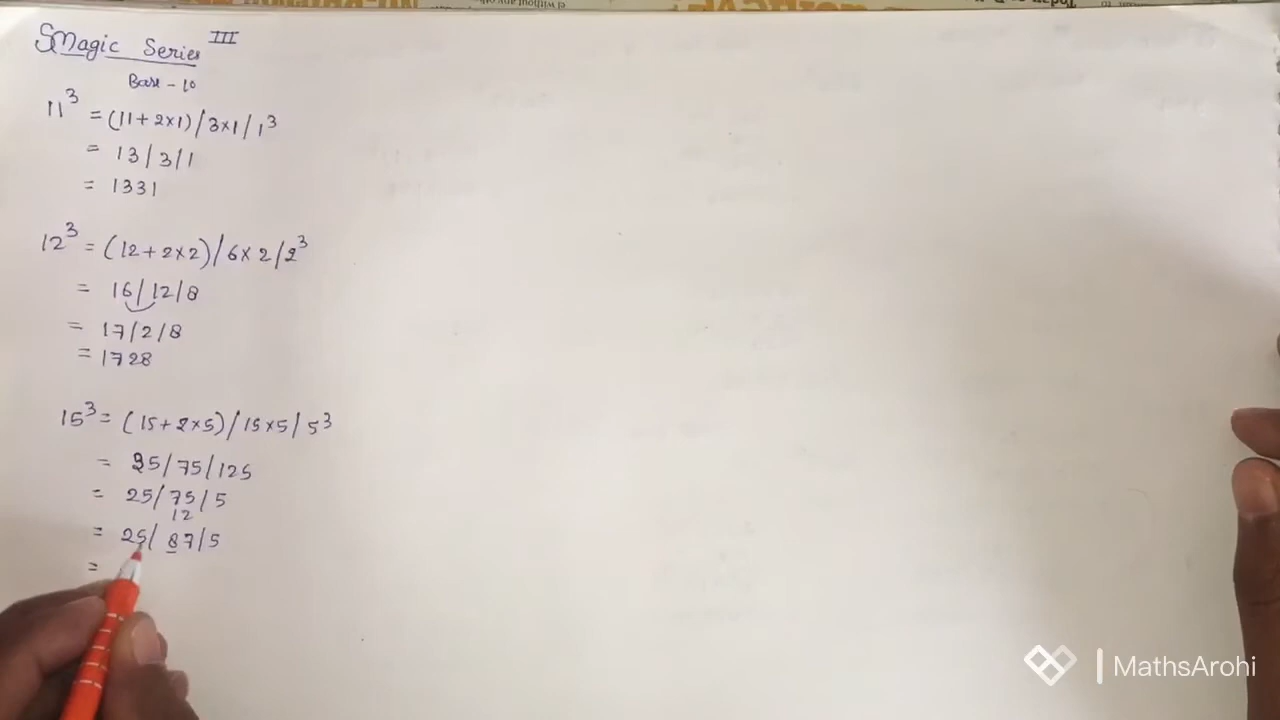 SMagic Series III
Base - 10
11³ = (11 + 2×1) / 3×1 / 1³
= 13 / 3 / 1
= 1331
12³ = (12 + 2×2) / 6×2 / 2³
= 16 / 12 / 8
= 17 / 2 / 8
= 1728
15³ = (15 + 2×5) / 15×5 / 5³
= 25 / 75 / 125
= 25 / 75 / 5
12
= 25 / 87 / 5
=
MathsArohi